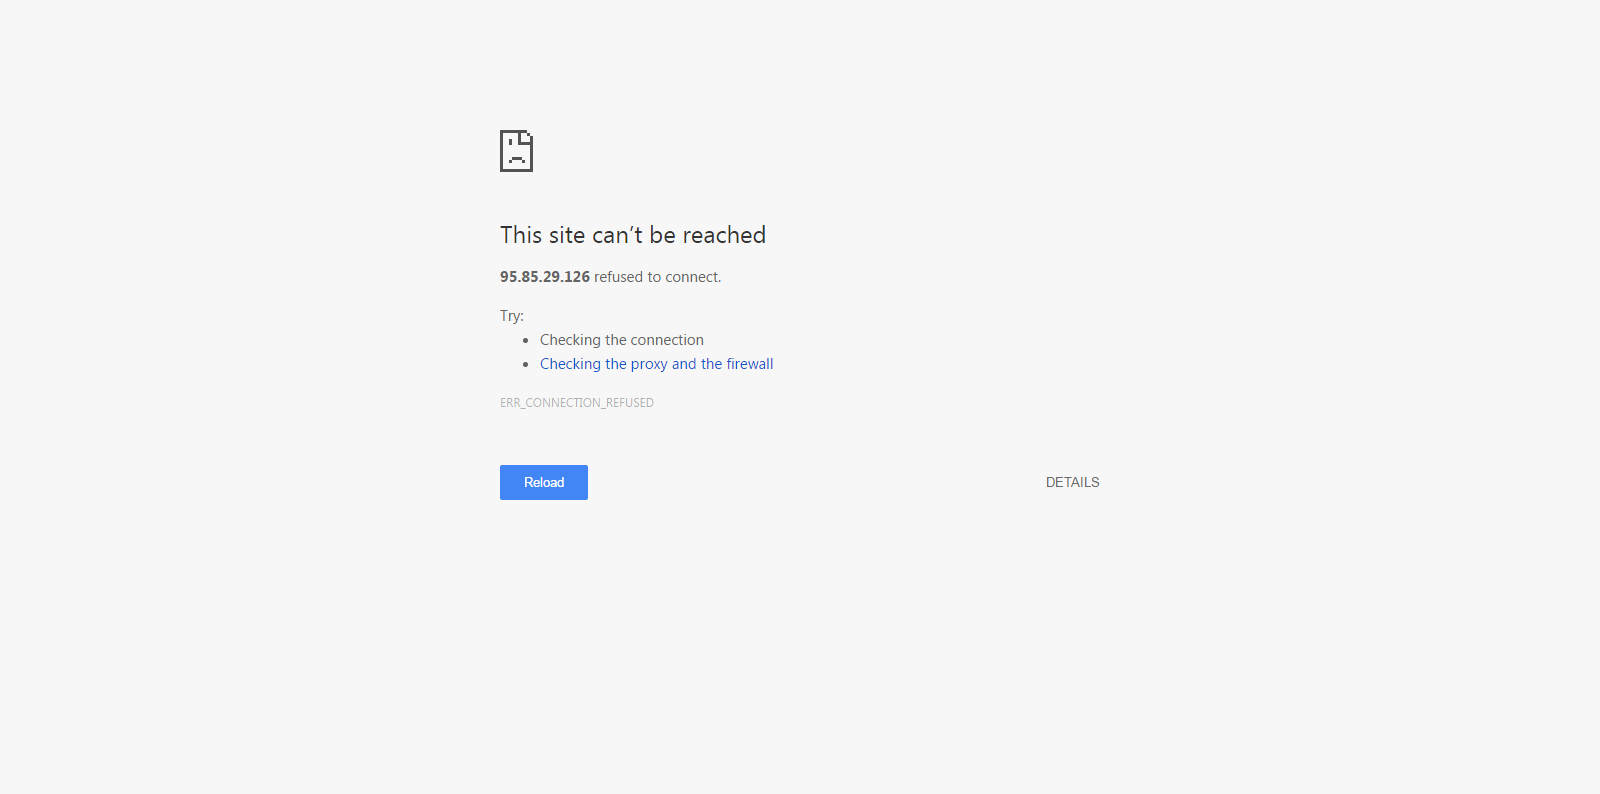 This site can’t be reached
95.85.29.126 refused to connect.
Try:
Checking the connection
Checking the proxy and the firewall
ERR_CONNECTION_REFUSED
Reload
DETAILS